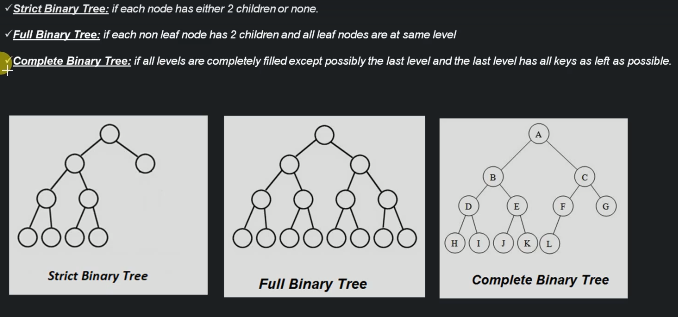 ✓Strict Binary Tree: if each node has either 2 children or none.
✓Full Binary Tree: if each non leaf node has 2 children and all leaf nodes are at same level
✓Complete Binary Tree: if all levels are completely filled except possibly the last level and the last level has all keys as left as possible.
A
B C
D E F G
H I J K L
Strict Binary Tree
Full Binary Tree
Complete Binary Tree